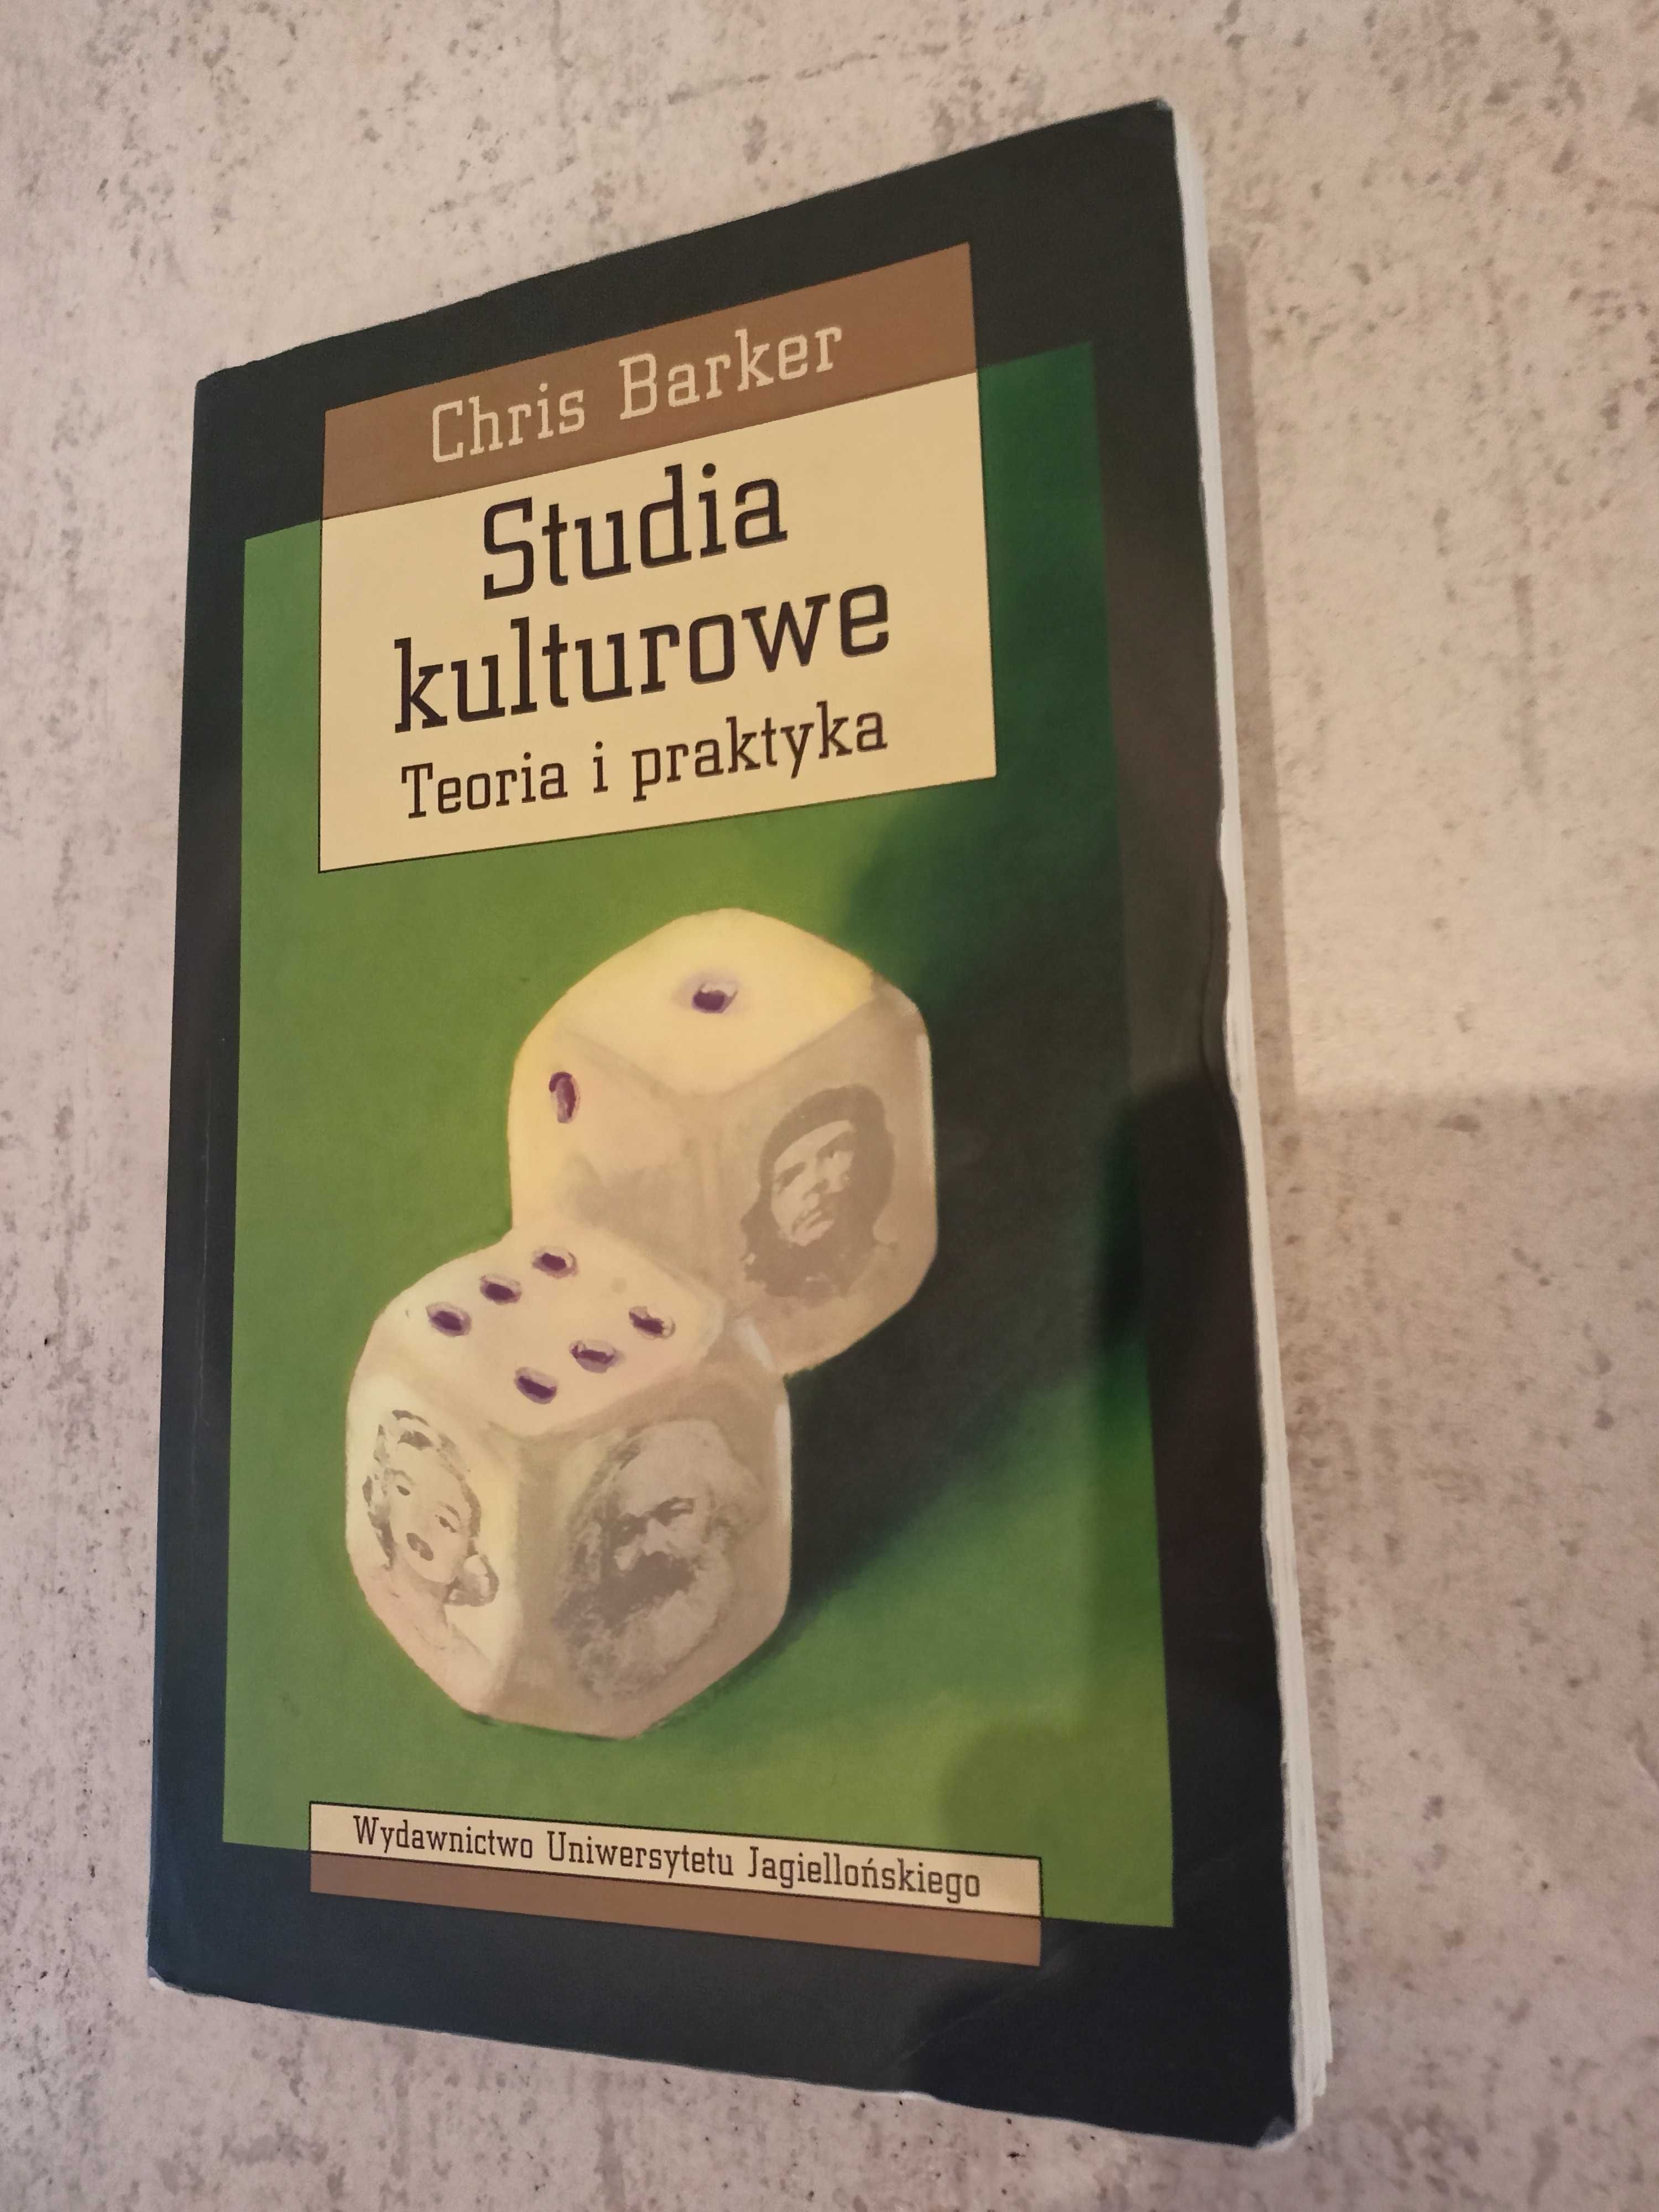 Chris Barker
Studia
kulturowe
Teoria i praktyka
Wydawnictwo Uniwersytetu Jagiellońskiego